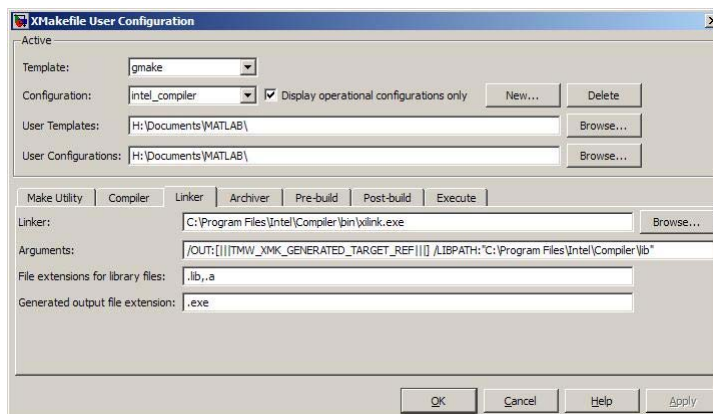 XMakefile User Configuration
Active
Template: gmake
Configuration: intel_compiler Display operational configurations only New... Delete
User Templates: H:\Documents\MATLAB\ Browse...
User Configurations: H:\Documents\MATLAB\ Browse...
Make Utility Compiler Linker Archiver Pre-build Post-build Execute
Linker: C:\Program Files\Intel\Compiler\bin\xilink.exe Browse...
Arguments: /OUT:[|||TMW_XMK_GENERATED_TARGET_REF|||] /LIBPATH:"C:\Program Files\Intel\Compiler\lib"
File extensions for library files: .lib,.a
Generated output file extension: .exe
OK Cancel Help Apply